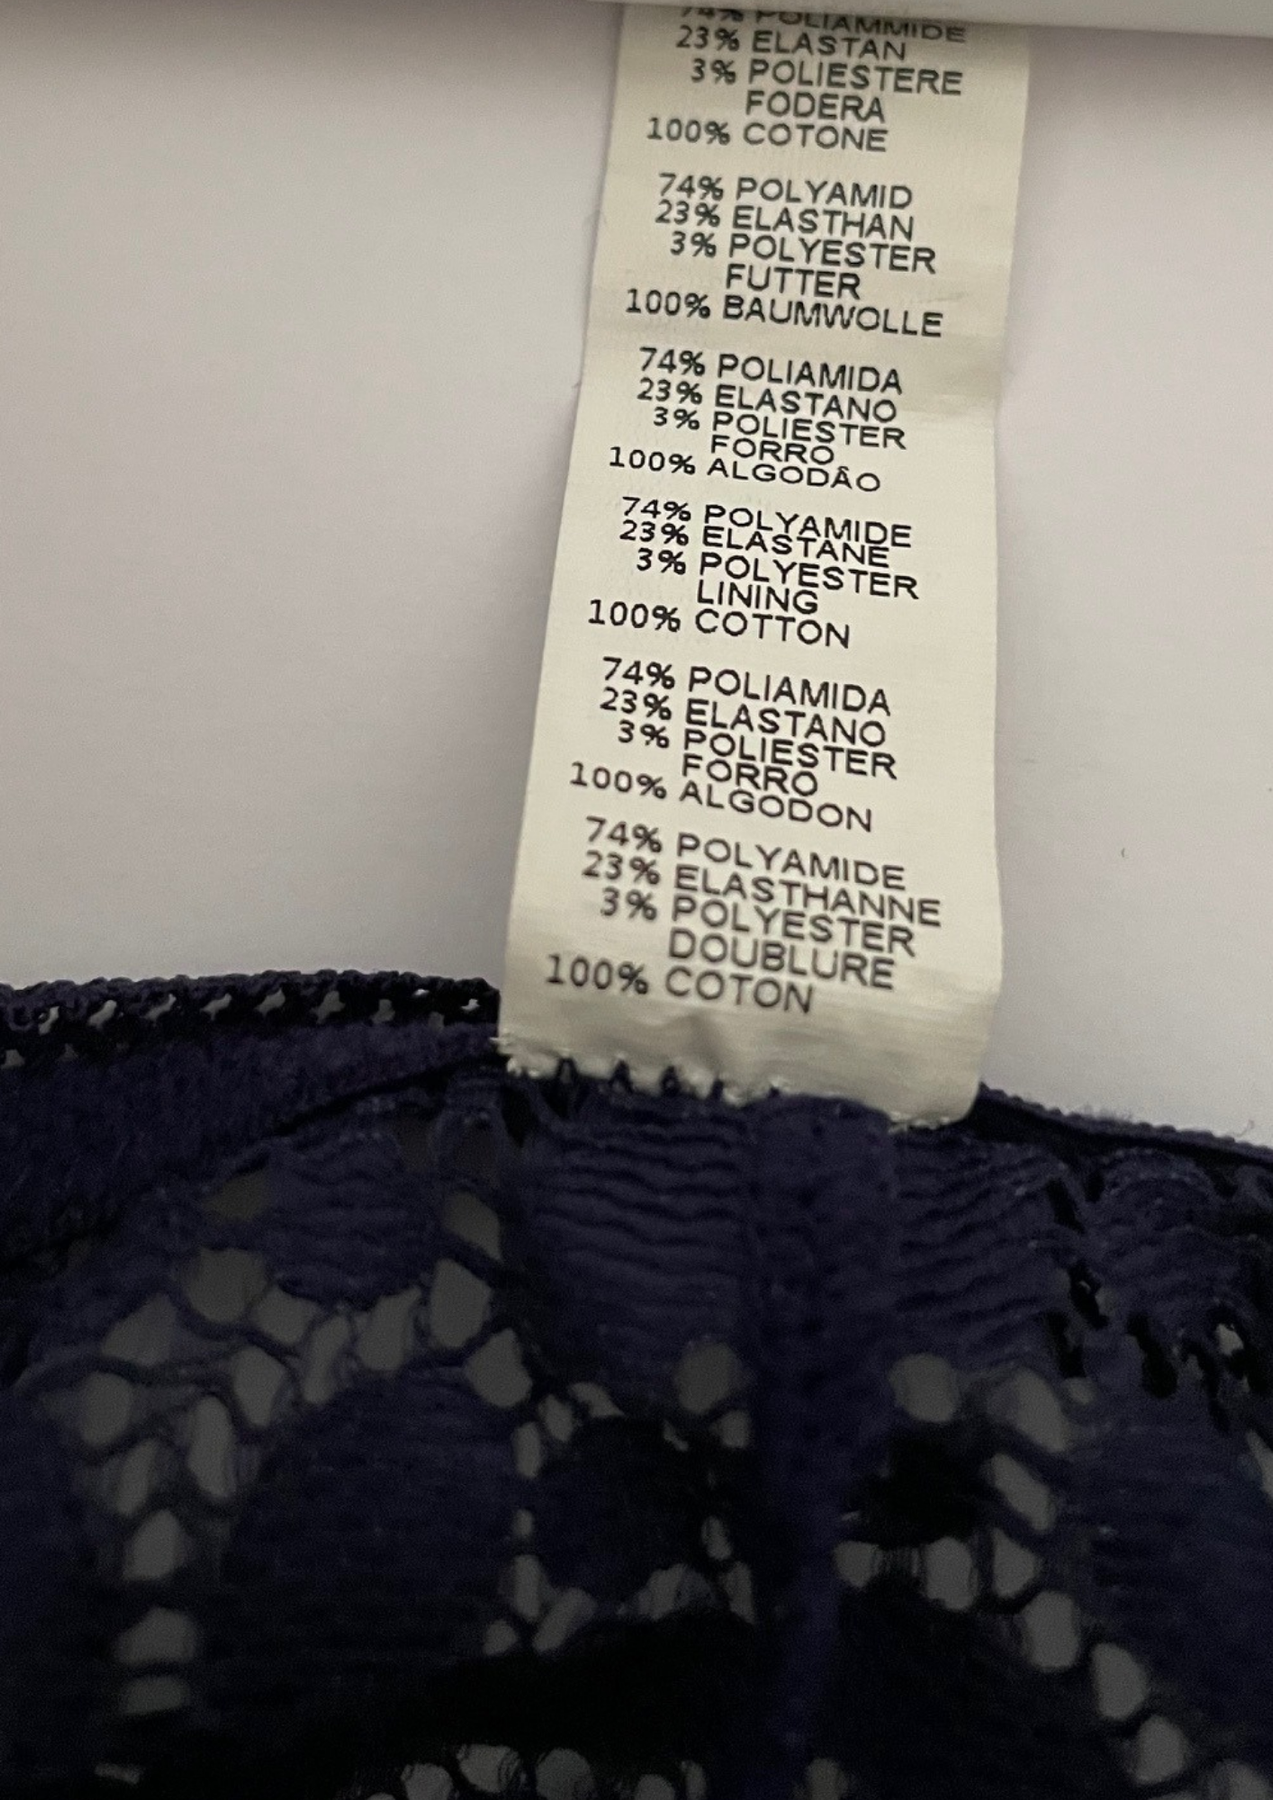 74% POLIAMMIDE
23% ELASTAN
3% POLIESTERE
FODERA
100% COTONE
74% POLYAMID
23% ELASTHAN
3% POLYESTER
FUTTER
100% BAUMWOLLE
74% POLIAMIDA
23% ELASTANO
3% POLIESTER
FORRO
100% ALGODÂO
74% POLYAMIDE
23% ELASTANE
3% POLYESTER
LINING
100% COTTON
74% POLIAMIDA
23% ELASTANO
3% POLIESTER
FORRO
100% ALGODON
74% POLYAMIDE
23% ELASTHANNE
3% POLYESTER
DOUBLURE
100% COTON